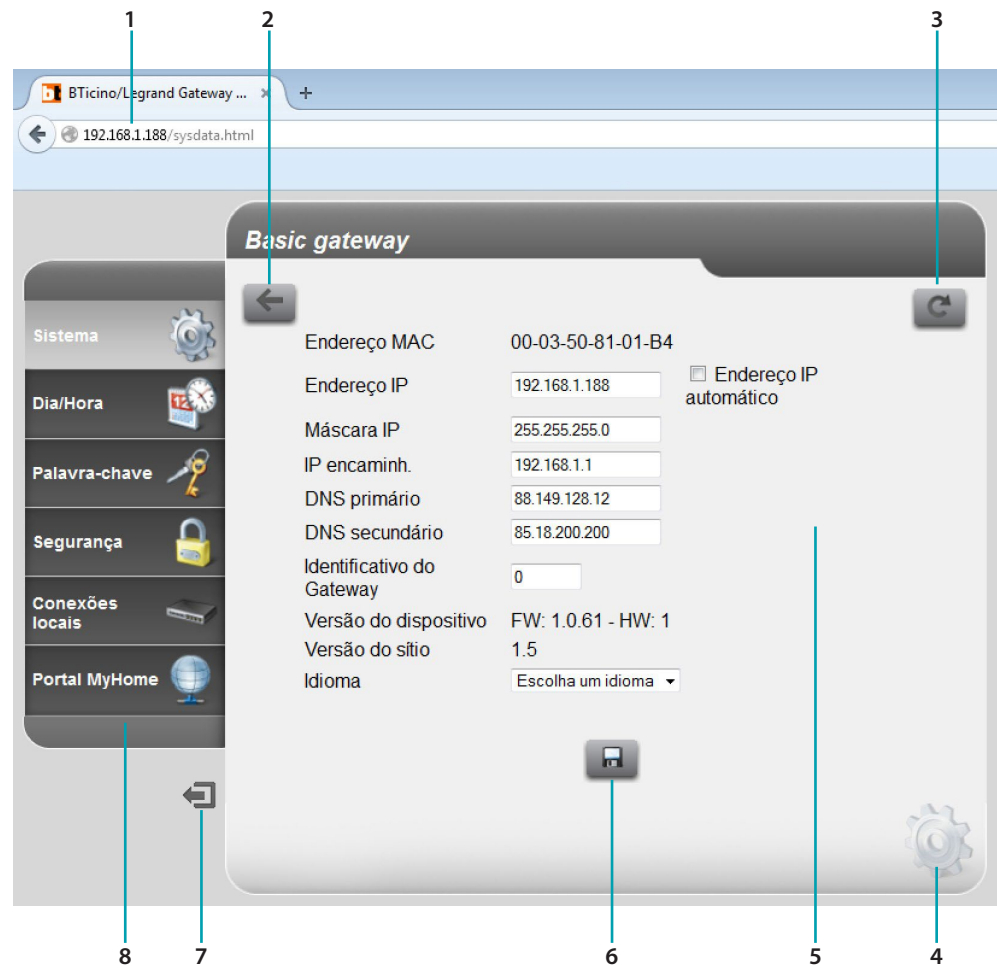 1 2 3
BTicino/Legrand Gateway ...
192.168.1.188/sysdata.html
Basic gateway
Sistema
Dia/Hora
Palavra-chave
Segurança
Conexões
locais
Portal MyHome
Endereço MAC 00-03-50-81-01-B4
Endereço IP 192.168.1.188 Endereço IP
automático
Máscara IP 255.255.255.0
IP encaminh. 192.168.1.1
DNS primário 88.149.128.12
DNS secundário 85.18.200.200
Identificativo do
Gateway 0
Versão do dispositivo FW: 1.0.61 - HW: 1
Versão do sítio 1.5
Idioma Escolha um idioma
8 7 6 5 4